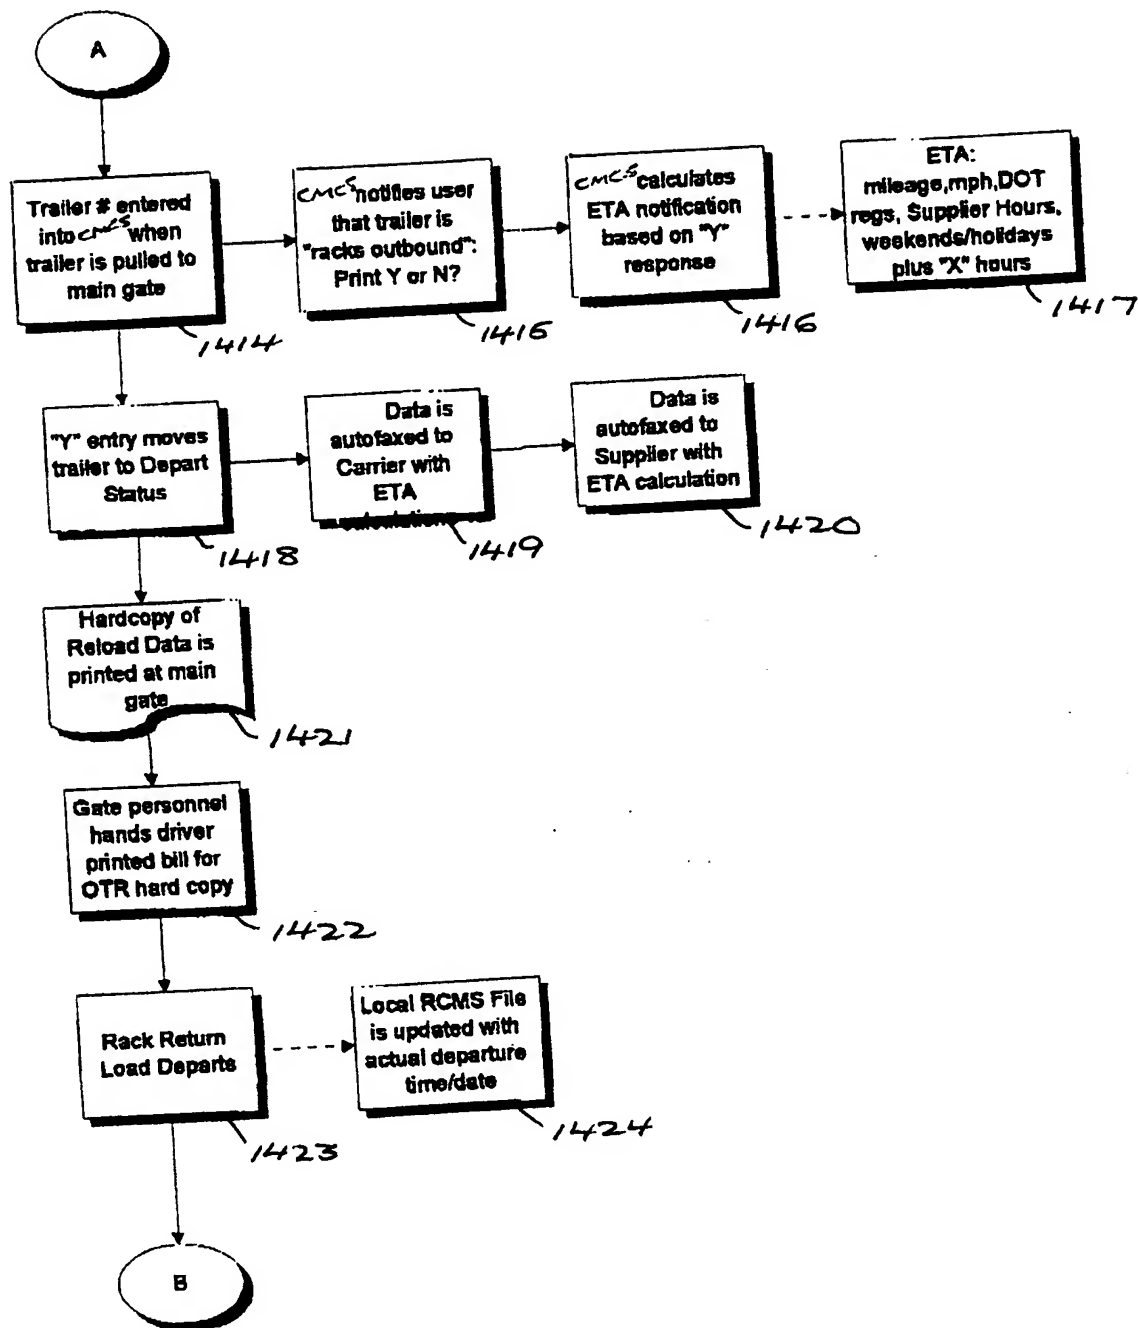 A
Trailer # entered
into CMCS when
trailer is pulled to
main gate
1414
CMCS notifies user
that trailer is
"racks outbound":
Print Y or N?
1415
CMCS calculates
ETA notification
based on "Y"
response
1416
ETA:
mileage,mph,DOT
regs, Supplier Hours,
weekends/holidays
plus "X" hours
1417
"Y" entry moves
trailer to Depart
Status
1418
Data is
autofaxed to
Carrier with
ETA
1419
Data is
autofaxed to
Supplier with
ETA calculation
1420
Hardcopy of
Reload Data is
printed at main
gate
1421
Gate personnel
hands driver
printed bill for
OTR hard copy
1422
Rack Return
Load Departs
1423
Local RCMS File
is updated with
actual departure
time/date
1424
B